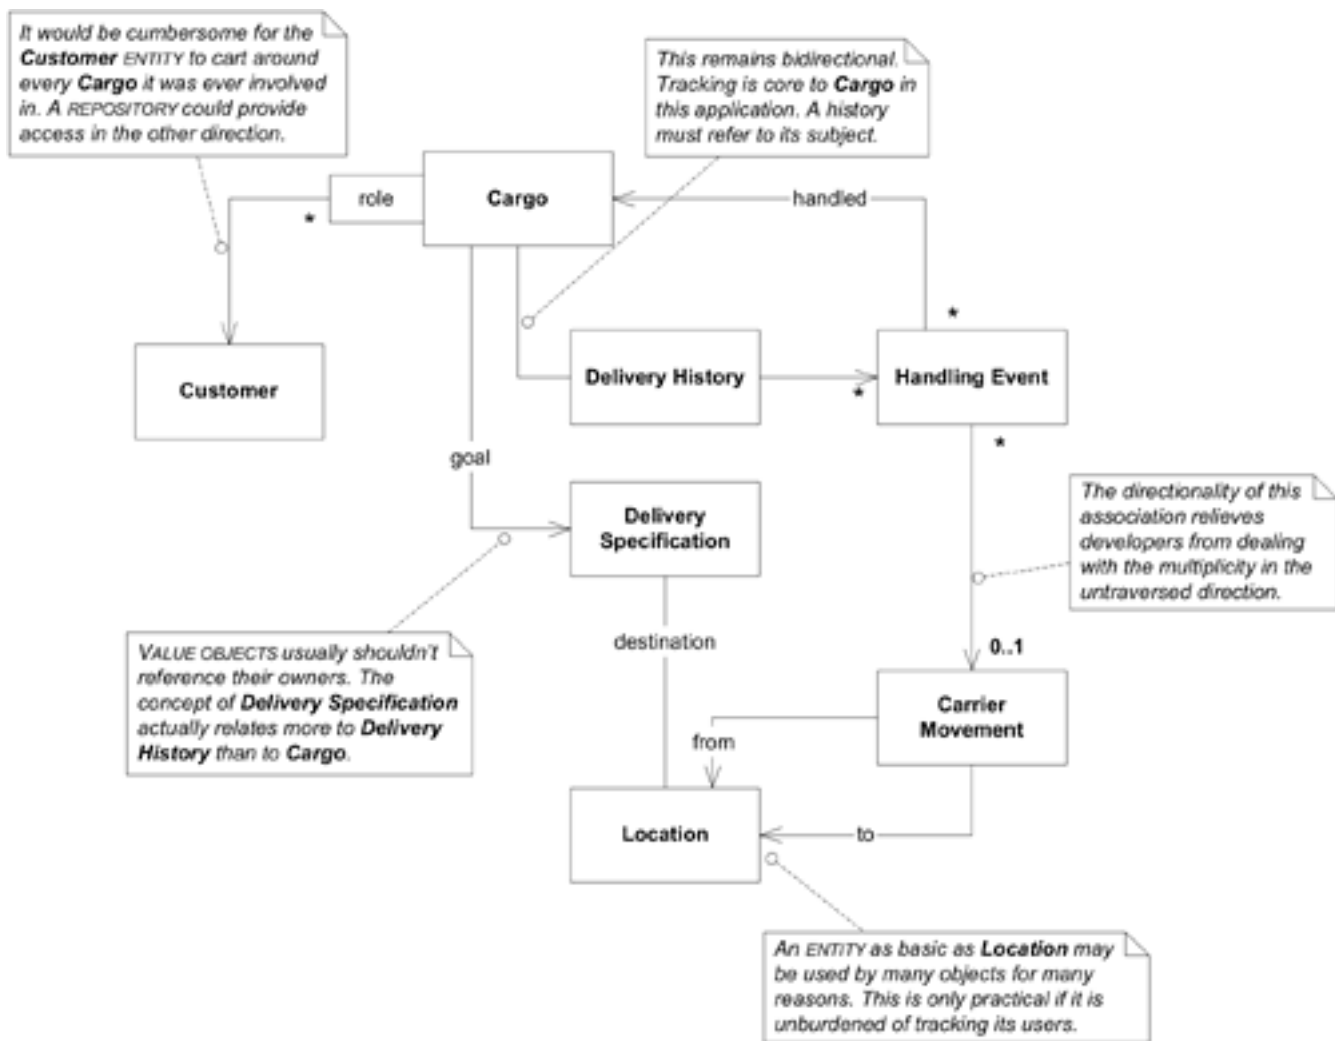 It would be cumbersome for the
Customer ENTITY to cart around
every Cargo it was ever involved
in. A REPOSITORY could provide
access in the other direction.
This remains bidirectional.
Tracking is core to Cargo in
this application. A history
must refer to its subject.
role
Cargo
handled
*
*
Customer
Delivery History
*
Handling Event
*
goal
Delivery
Specification
The directionality of this
association relieves
developers from dealing
with the multiplicity in the
untraversed direction.
destination
VALUE OBJECTS usually shouldn't
reference their owners. The
concept of Delivery Specification
actually relates more to Delivery
History than to Cargo.
0..1
Carrier
Movement
from
Location
to
An ENTITY as basic as Location may
be used by many objects for many
reasons. This is only practical if it is
unburdened of tracking its users.